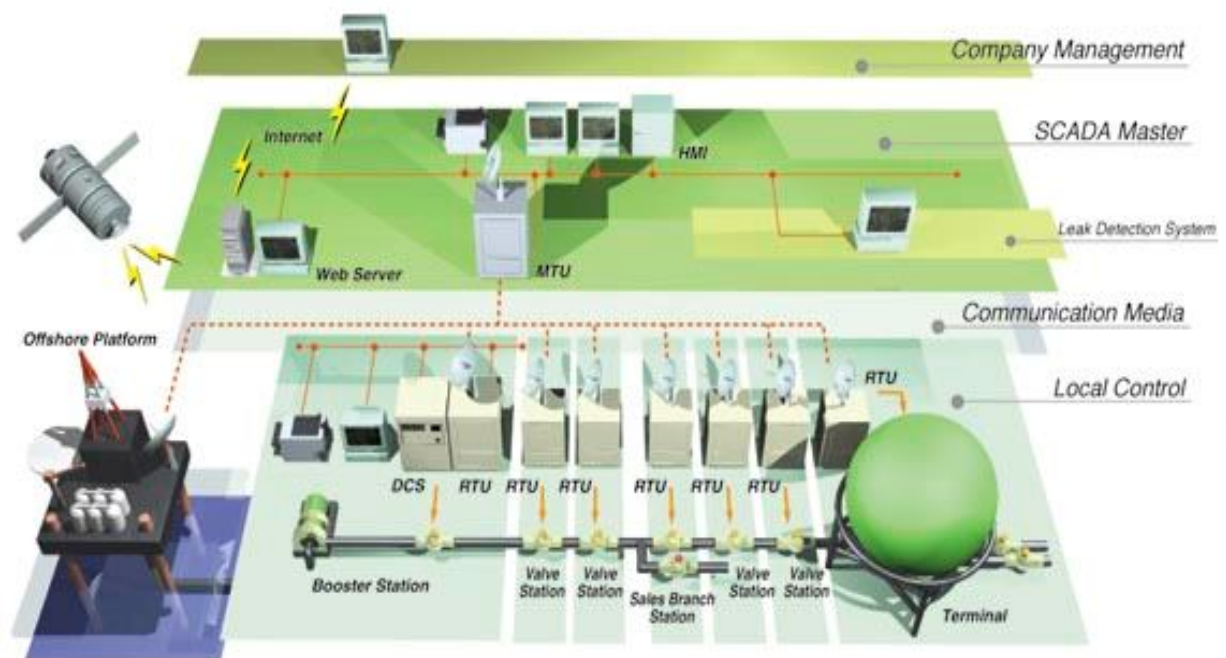 Company Management
Internet
SCADA Master
HMI
Leak Detection System
Web Server
MTU
Communication Media
Offshore Platform
RTU
Local Control
DCS
RTU
RTU
RTU
RTU
RTU
RTU
Booster Station
Valve
Station
Valve
Station
Sales Branch
Station
Valve
Station
Valve
Station
Terminal